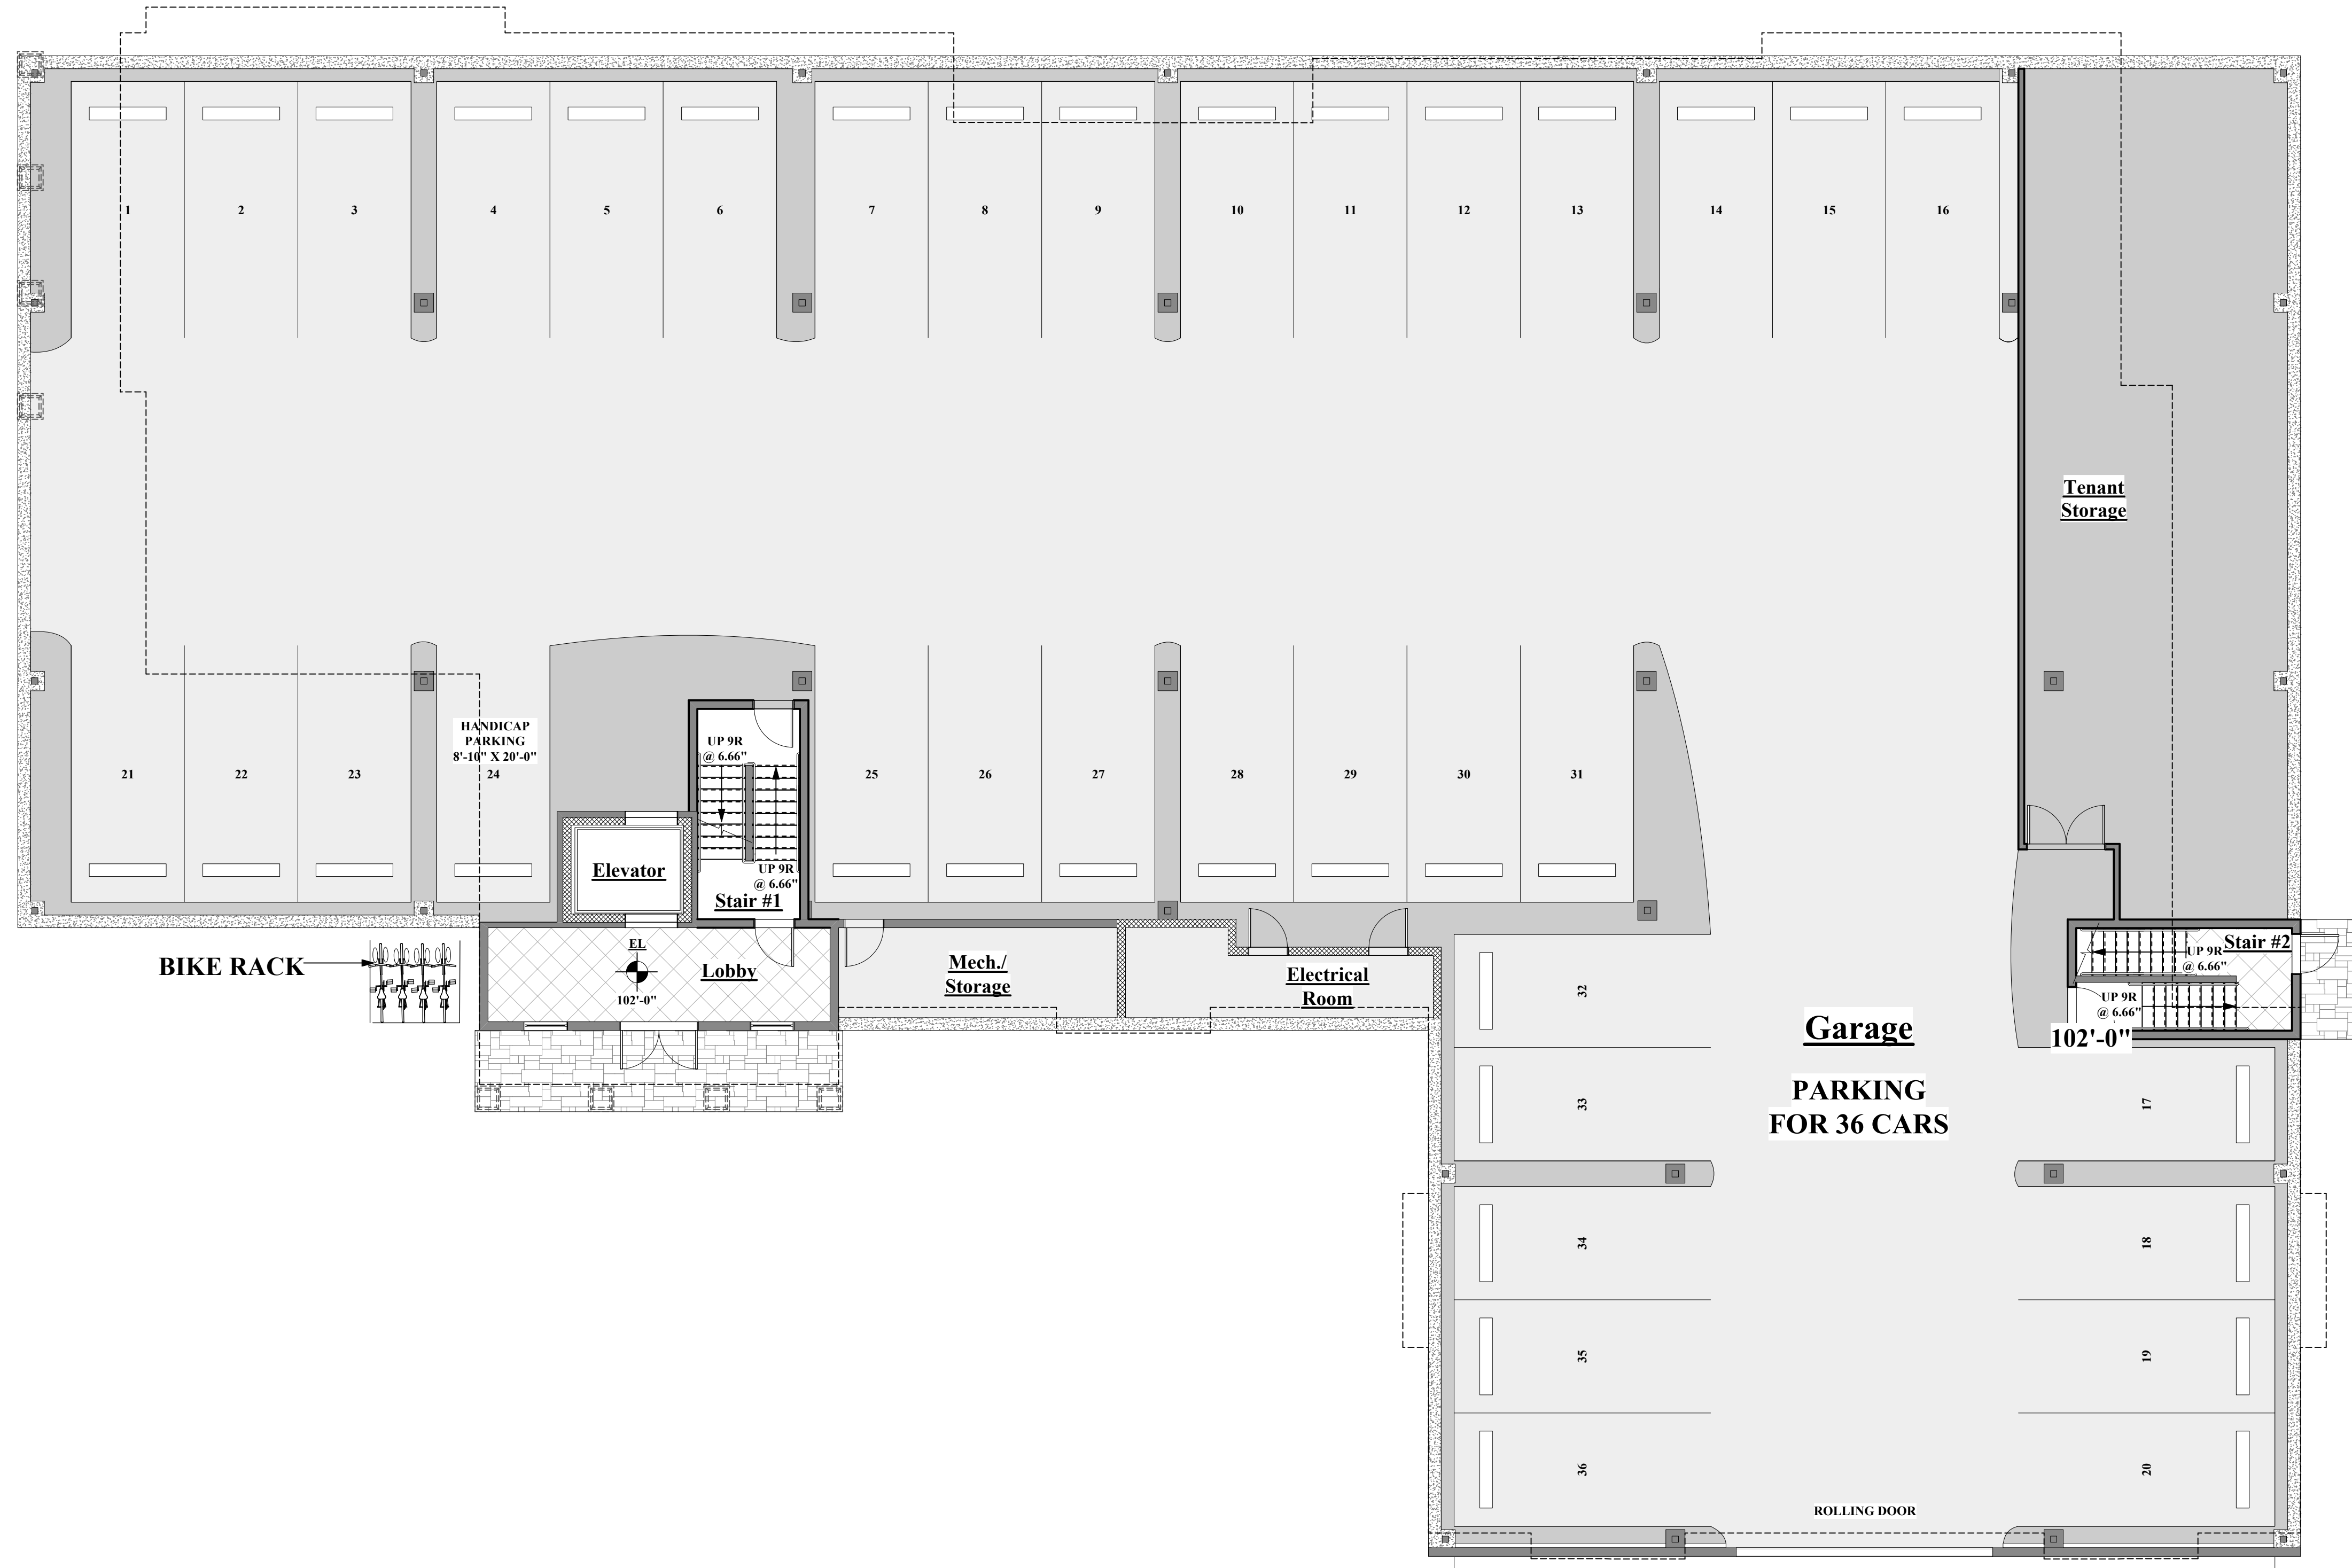 1
2
3
4
5
6
7
8
9
10
11
12
13
14
15
16
Tenant
Storage
HANDICAP
PARKING
8'-10" X 20'-0"
21
22
23
24
UP 9R
@ 6.66"
25
26
27
28
29
30
31
Elevator
UP 9R
@ 6.66"
Stair #1
BIKE RACK
EL
102'-0"
Lobby
Mech./
Storage
Electrical
Room
Stair #2
UP 9R
@ 6.66"
UP 9R
@ 6.66"
102'-0"
32
Garage
PARKING
FOR 36 CARS
33
17
34
18
35
19
36
20
ROLLING DOOR